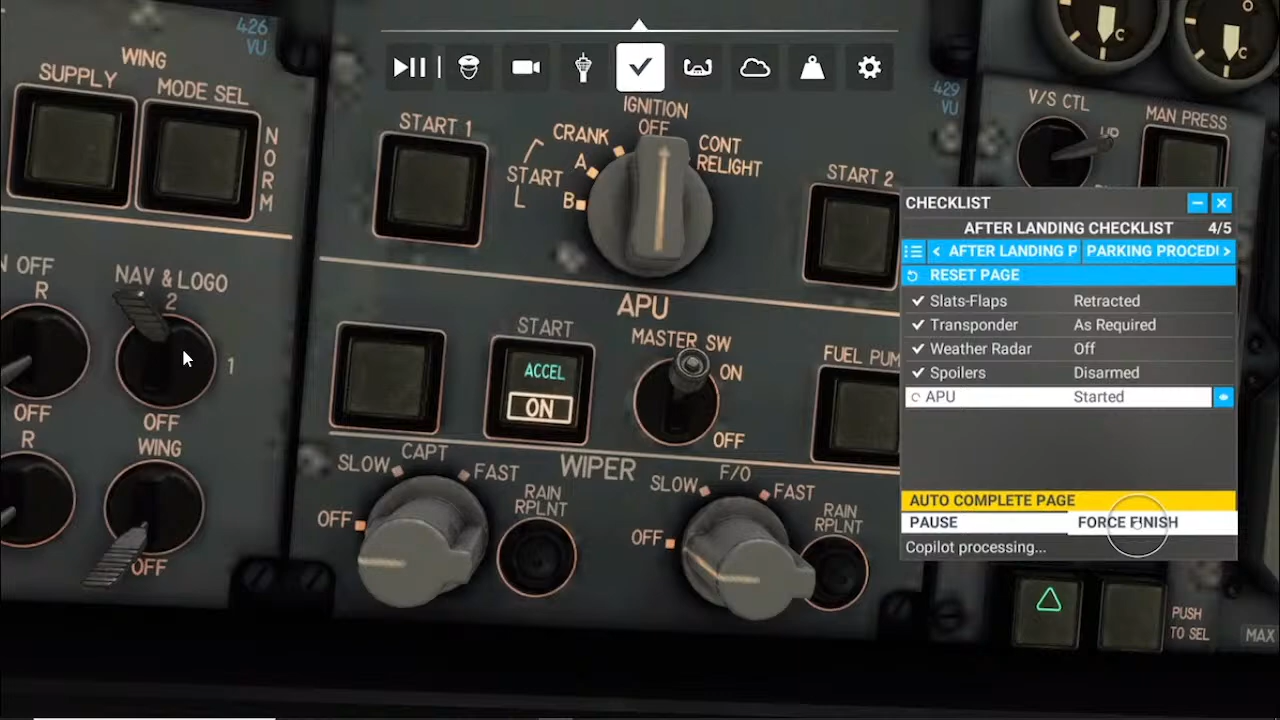 426
VU
WING
SUPPLY
MODE SEL
NORM
N OFF
R
NAV & LOGO
2
1
OFF
OFF
R
WING
OFF
START 1
IGNITION
OFF
CRANK
A
START
B
CONT
RELIGHT
START 2
APU
START
ACCEL
ON
MASTER SW
ON
OFF
FUEL PUM
WIPER
CAPT
SLOW
FAST
OFF
RAIN
RPLNT
F/O
SLOW
FAST
OFF
RAIN
RPLNT
C
C
429
VU
V/S CTL
UP
MAN PRESS
CHECKLIST
AFTER LANDING CHECKLIST 4/5
< AFTER LANDING P PARKING PROCEDI >
RESET PAGE
Slats-Flaps Retracted
Transponder As Required
Weather Radar Off
Spoilers Disarmed
APU Started
AUTO COMPLETE PAGE
PAUSE FORCE FINISH
Copilot processing...
PUSH
TO SEL
MAX